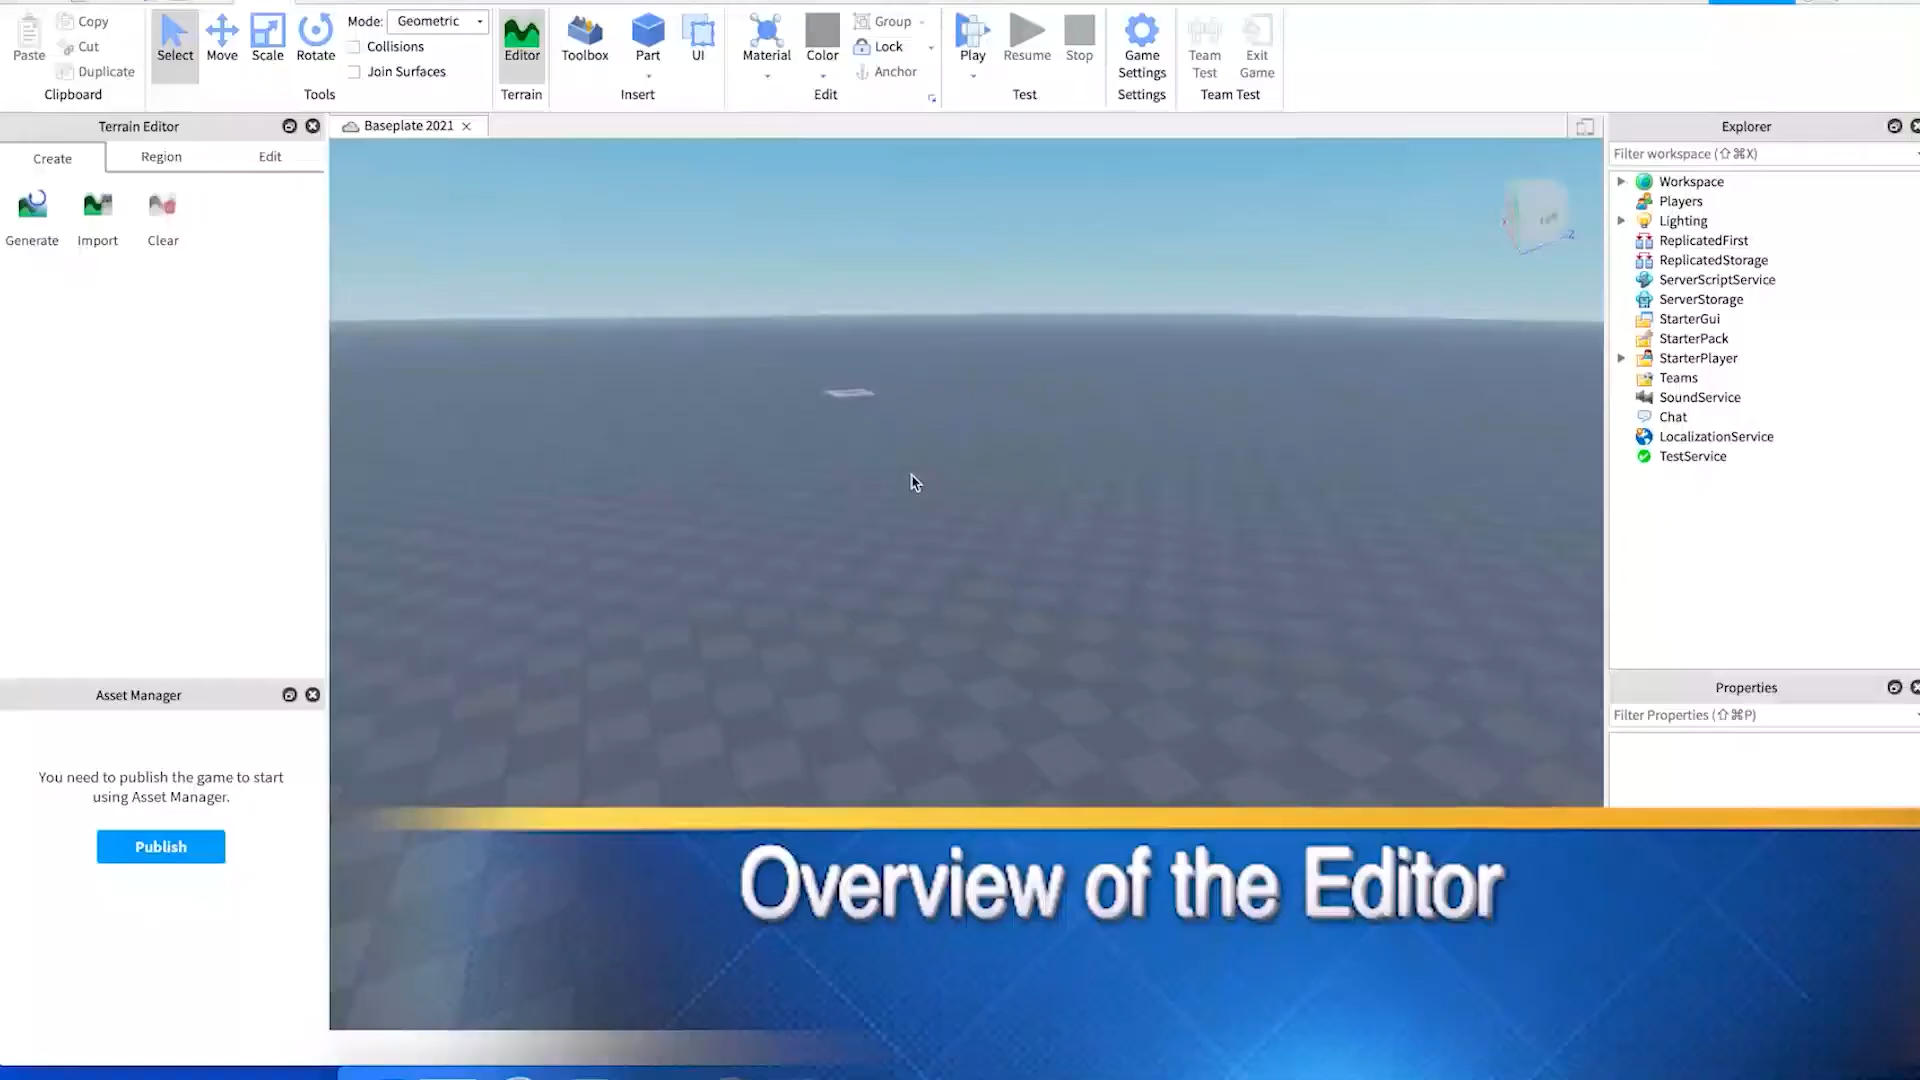 Paste
Copy
Cut
Duplicate
Clipboard
Select
Move
Scale
Rotate
Mode: Geometric
Collisions
Join Surfaces
Tools
Editor
Terrain
Toolbox
Part
UI
Insert
Material
Color
Group
Lock
Anchor
Edit
Play
Resume
Stop
Test
Game
Settings
Settings
Team
Test
Exit
Game
Team Test
Terrain Editor
Create
Region
Edit
Generate
Import
Clear
Baseplate 2021
Explorer
Filter workspace (⇧⌘X)
Workspace
Players
Lighting
ReplicatedFirst
ReplicatedStorage
ServerScriptService
ServerStorage
StarterGui
StarterPack
StarterPlayer
Teams
SoundService
Chat
LocalizationService
TestService
Asset Manager
You need to publish the game to start
using Asset Manager.
Publish
Properties
Filter Properties (⇧⌘P)
Overview of the Editor